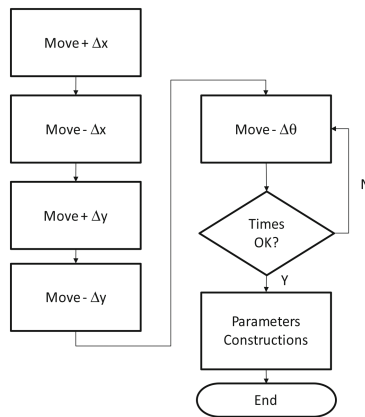 Move + Δx
Move - Δx
Move + Δy
Move - Δy
Move - Δθ
Times
OK?
N
Y
Parameters
Constructions
End